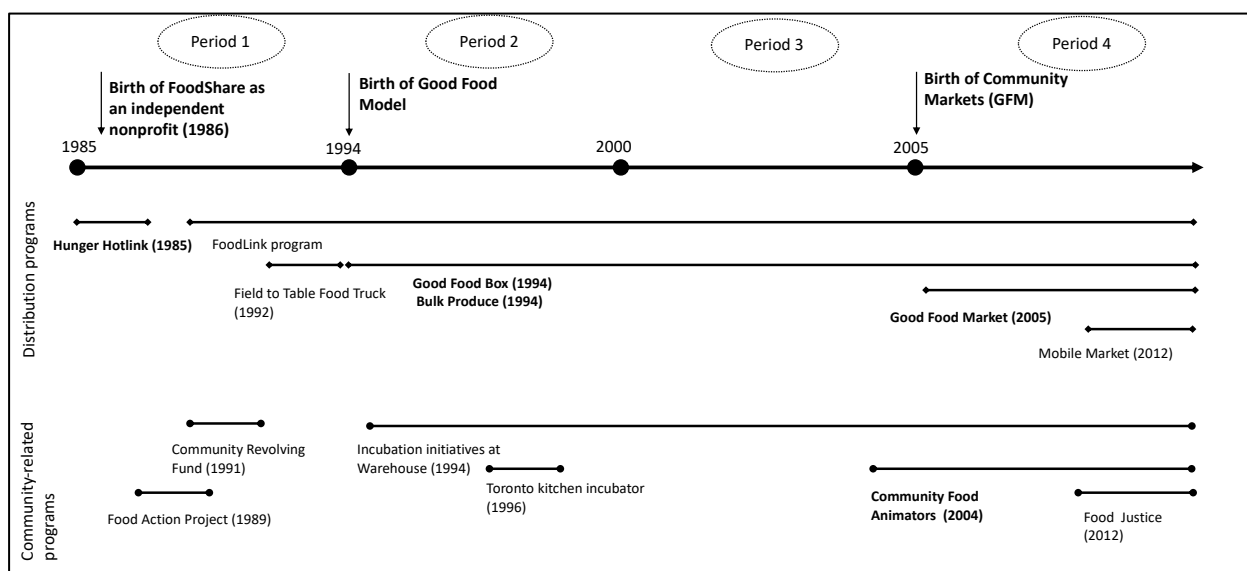 Period 1
Period 2
Period 3
Period 4
Birth of FoodShare as
an independent
nonprofit (1986)
Birth of Good Food
Model
Birth of Community
Markets (GFM)
1985
1994
2000
2005
Distribution programs
Hunger Hotlink (1985)
FoodLink program
Field to Table Food Truck
(1992)
Good Food Box (1994)
Bulk Produce (1994)
Good Food Market (2005)
Mobile Market (2012)
Community-related
programs
Community Revolving
Fund (1991)
Food Action Project (1989)
Incubation initiatives at
Warehouse (1994)
Toronto kitchen incubator
(1996)
Community Food
Animators (2004)
Food Justice
(2012)